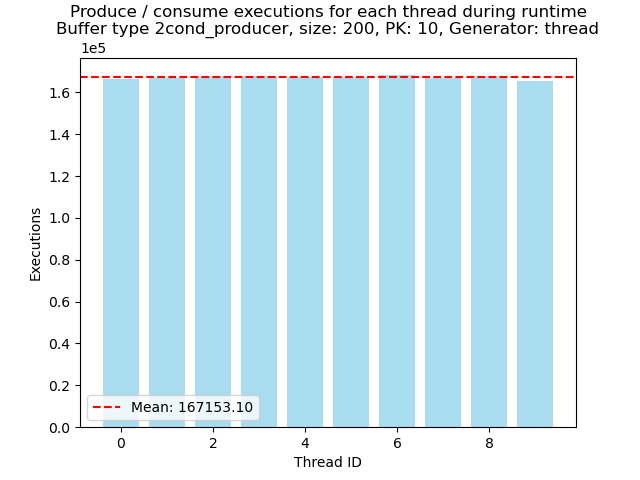 Produce / consume executions for each thread during runtime
Buffer type 2cond_producer, size: 200, PK: 10, Generator: thread
1e5
1.6
1.4
1.2
1.0
0.8
0.6
0.4
0.2
0.0
Executions
Mean: 167153.10
0 2 4 6 8
Thread ID